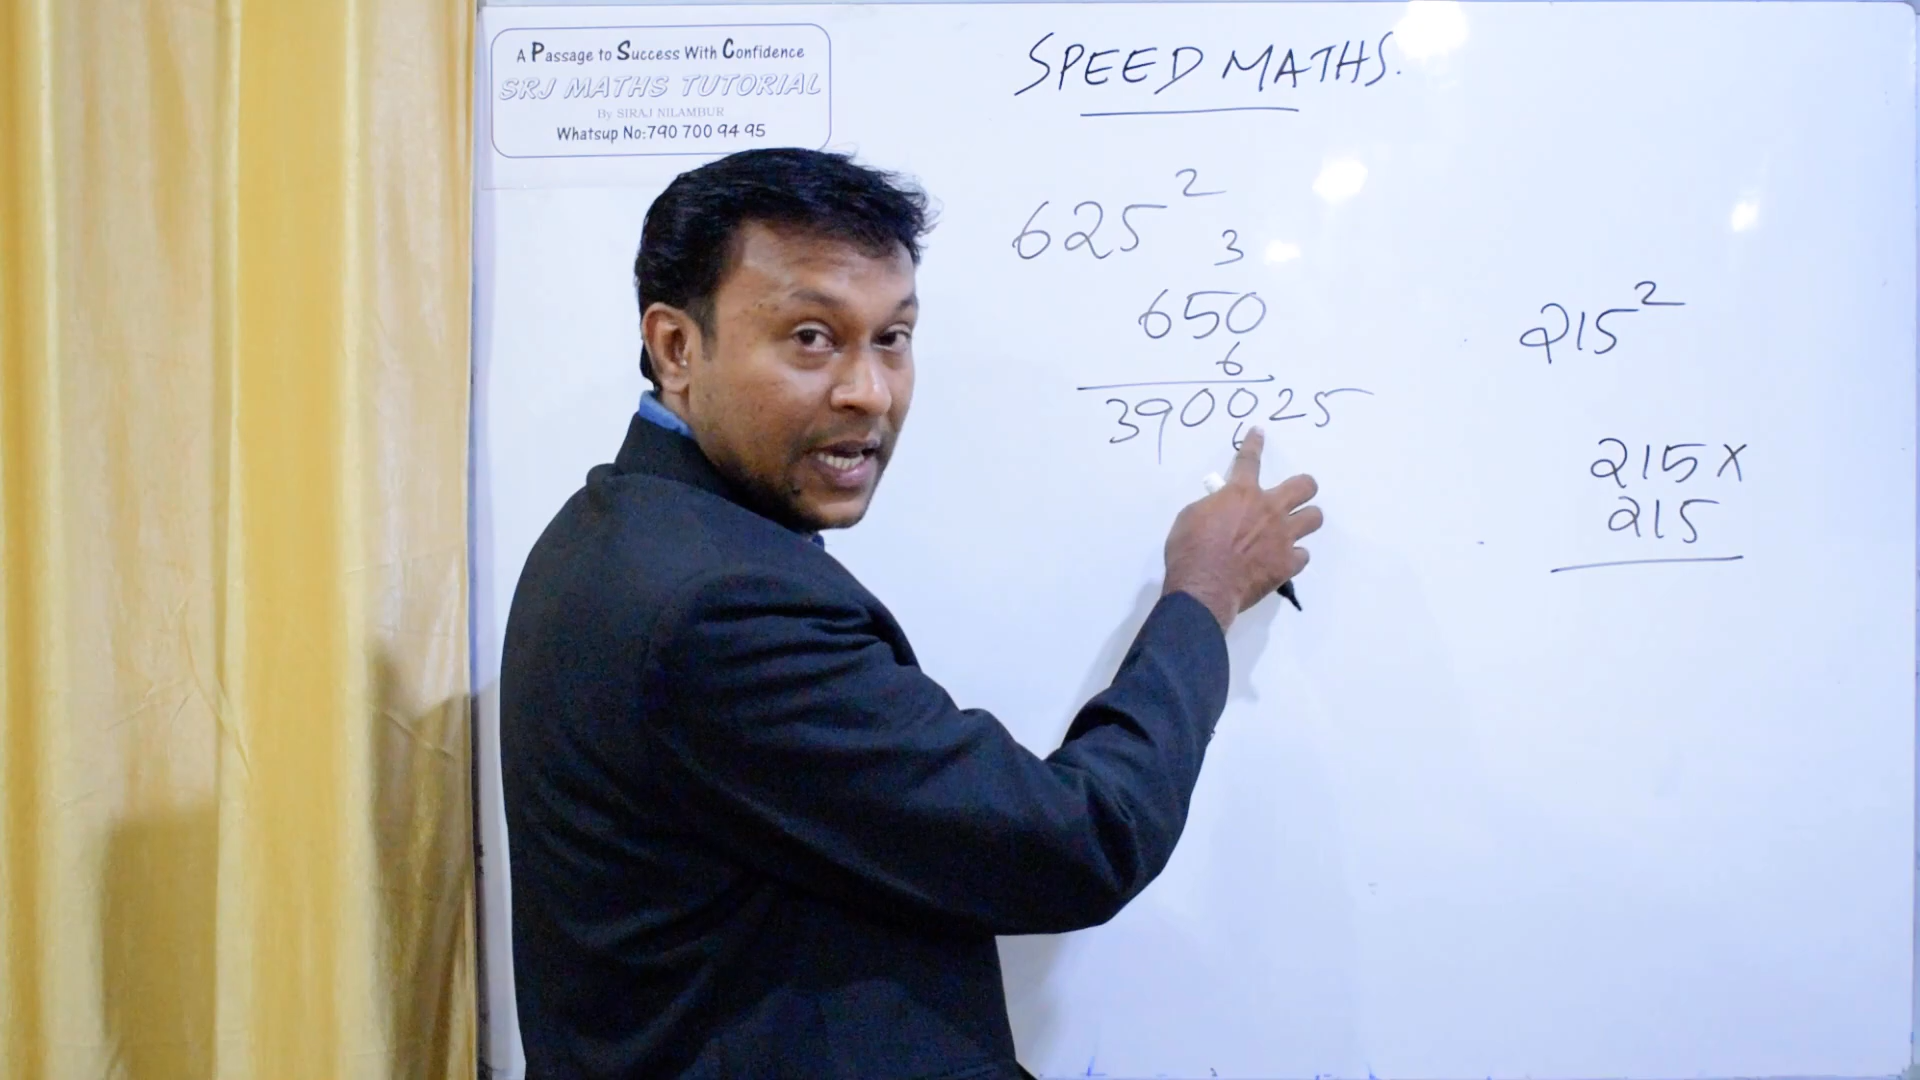 A Passage to Success With Confidence
SRJ MATHS TUTORIAL
By SIRAJ NILAMBUR
Whatsup No:790 700 94 95
SPEED MATHS.
625²
3
650
6
390025
6
215²
215 X
215